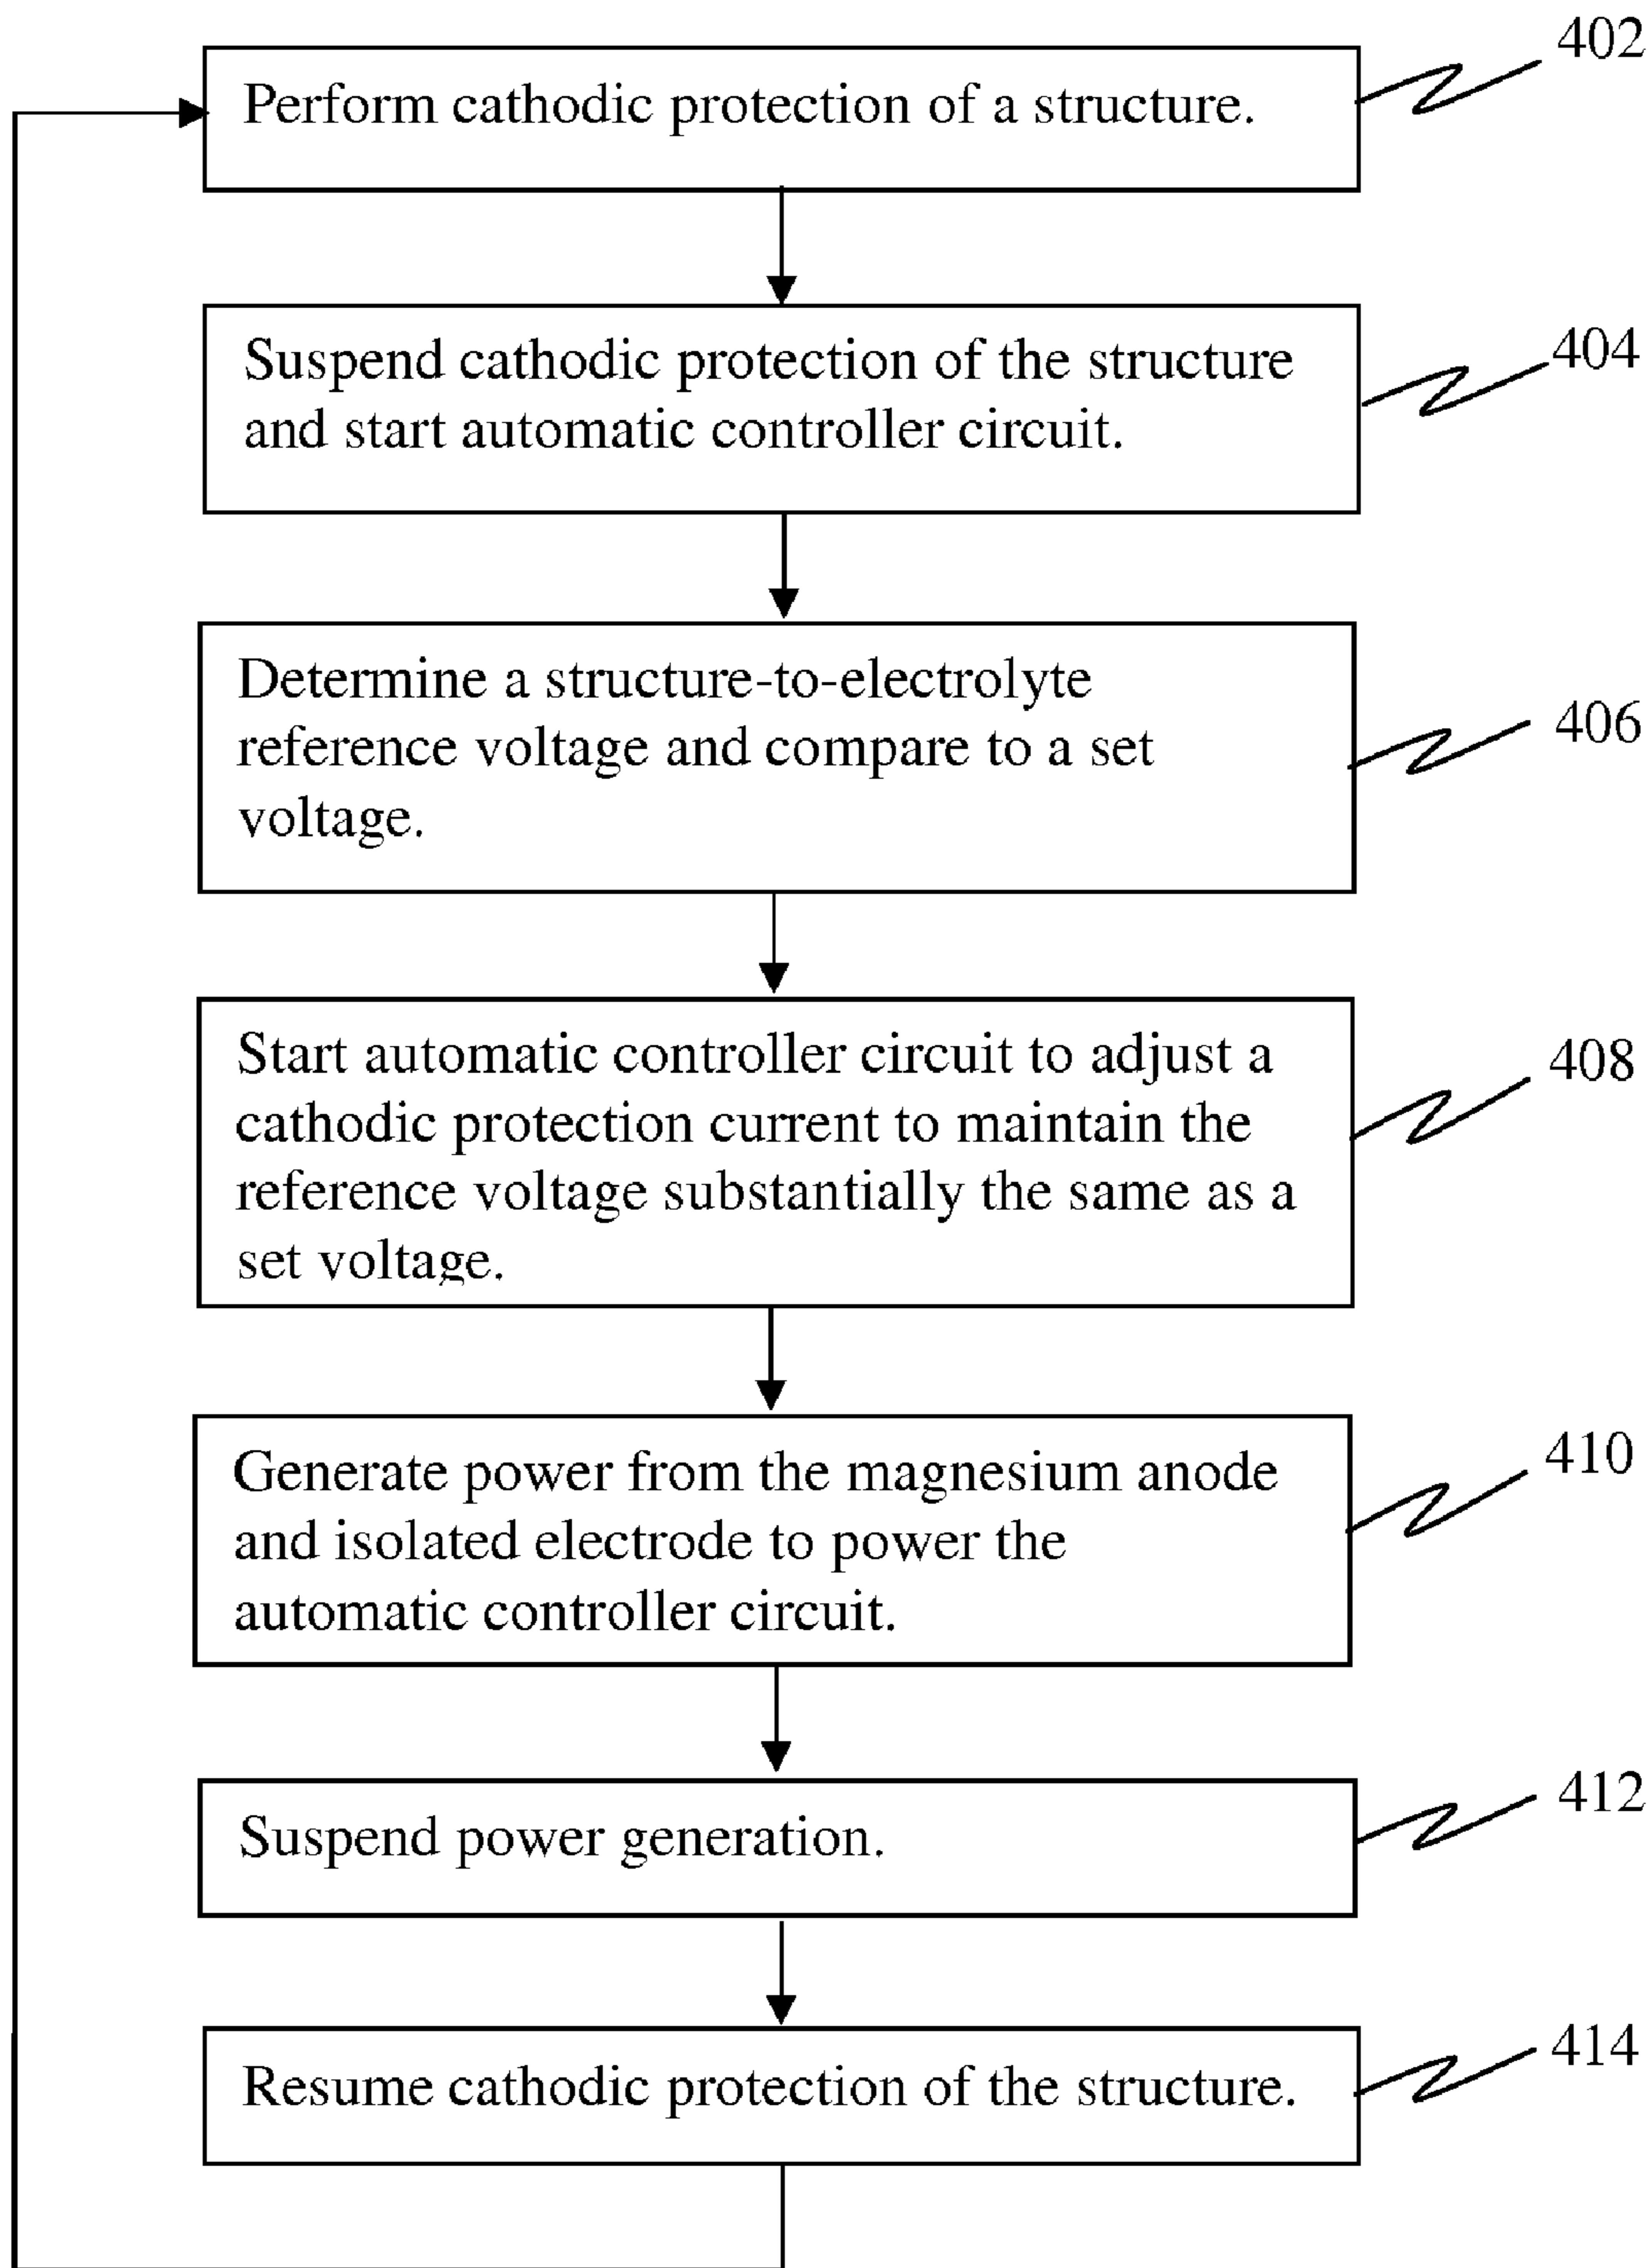 402
Perform cathodic protection of a structure.
404
Suspend cathodic protection of the structure
and start automatic controller circuit.
406
Determine a structure-to-electrolyte
reference voltage and compare to a set
voltage.
408
Start automatic controller circuit to adjust a
cathodic protection current to maintain the
reference voltage substantially the same as a
set voltage.
410
Generate power from the magnesium anode
and isolated electrode to power the
automatic controller circuit.
412
Suspend power generation.
414
Resume cathodic protection of the structure.